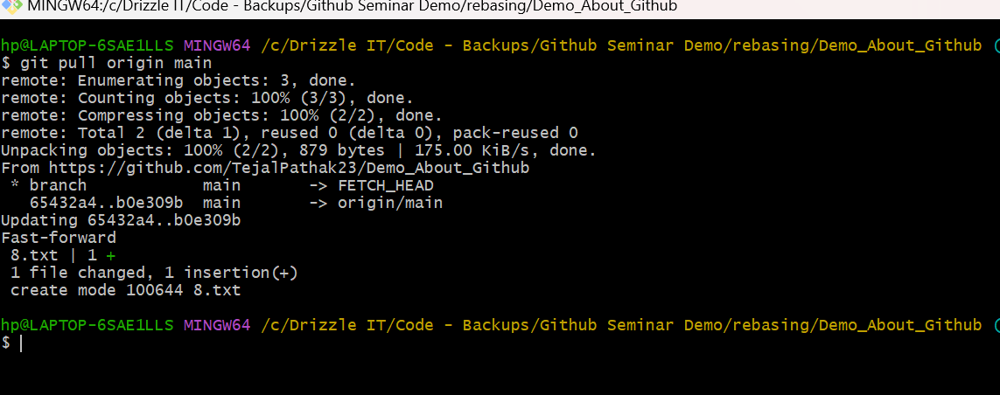 MINGW64:/c/Drizzle IT/Code - Backups/Github Seminar Demo/rebasing/Demo_About_Github
hp@LAPTOP-6SAE1LLS MINGW64 /c/Drizzle IT/Code - Backups/Github Seminar Demo/rebasing/Demo_About_Github (
$ git pull origin main
remote: Enumerating objects: 3, done.
remote: Counting objects: 100% (3/3), done.
remote: Compressing objects: 100% (2/2), done.
remote: Total 2 (delta 1), reused 0 (delta 0), pack-reused 0
Unpacking objects: 100% (2/2), 879 bytes | 175.00 KiB/s, done.
From https://github.com/TejalPathak23/Demo_About_Github
 * branch            main       -> FETCH_HEAD
   65432a4..b0e309b  main       -> origin/main
Updating 65432a4..b0e309b
Fast-forward
 8.txt | 1 +
 1 file changed, 1 insertion(+)
 create mode 100644 8.txt
hp@LAPTOP-6SAE1LLS MINGW64 /c/Drizzle IT/Code - Backups/Github Seminar Demo/rebasing/Demo_About_Github (
$